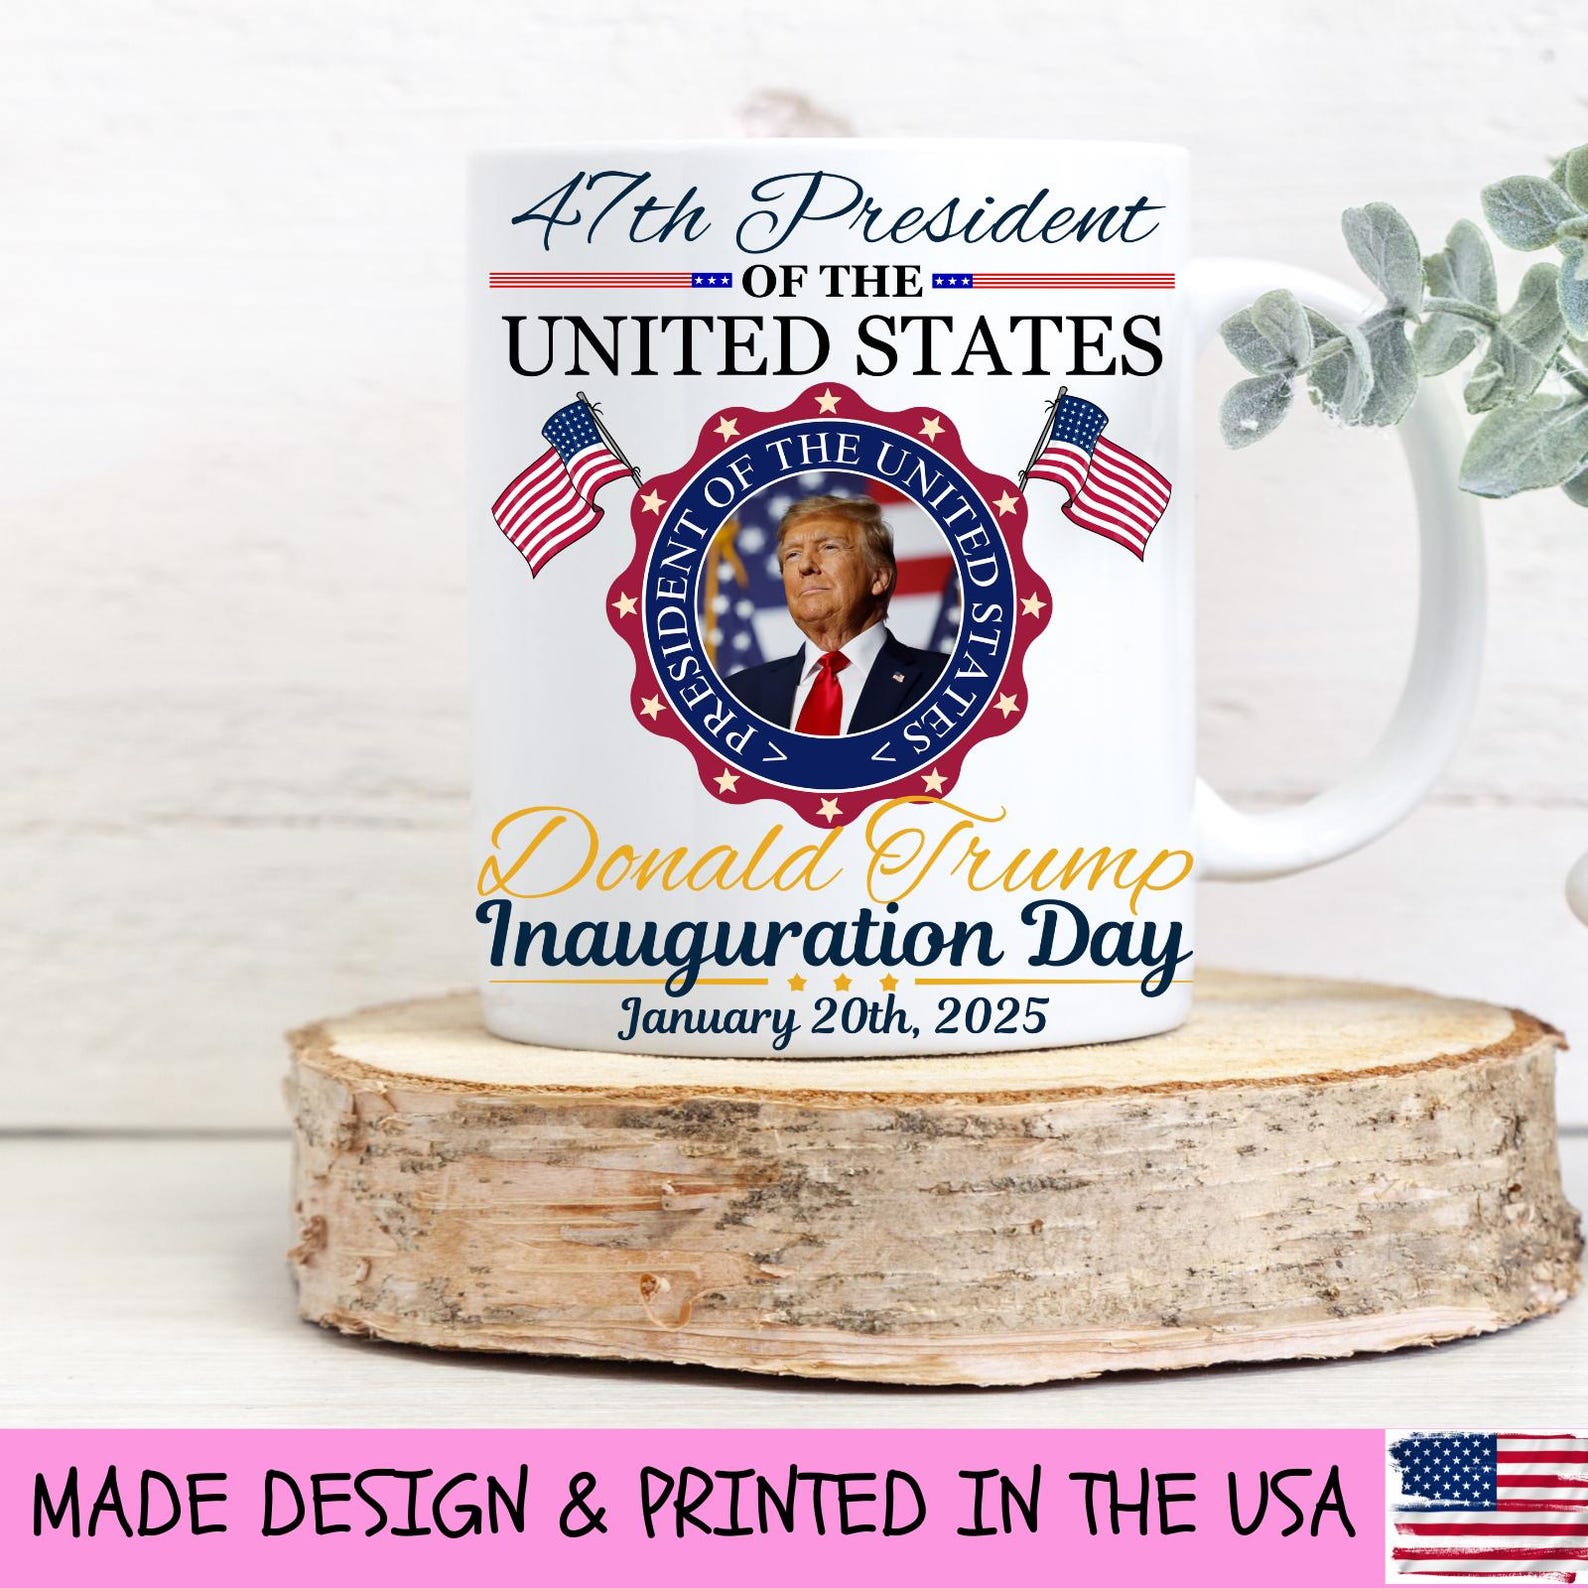 47th President
OF THE
UNITED STATES
< PRESIDENT OF THE UNITED STATES >
Donald Trump
Inauguration Day
January 20th, 2025
MADE DESIGN & PRINTED IN THE USA